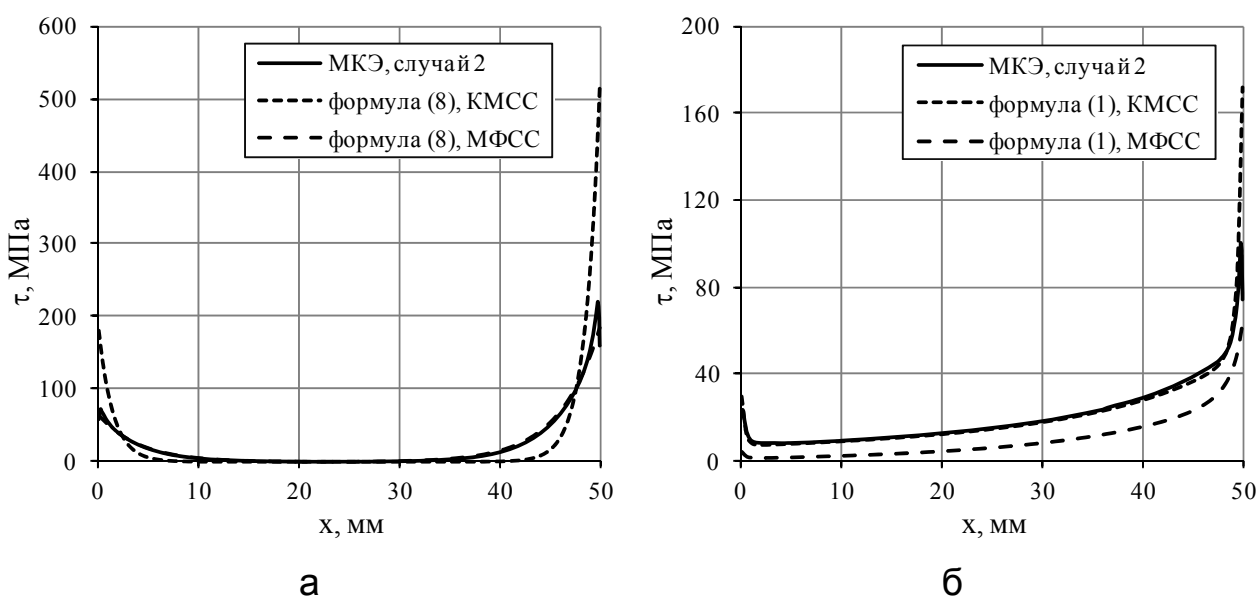 600
500
400
300
200
100
0
τ, МПа
МКЭ, случай 2
формула (8), КМСС
формула (8), МФСС
0 10 20 30 40 50
x, мм
а
200
160
120
80
40
0
τ, МПа
МКЭ, случай 2
формула (1), КМСС
формула (1), МФСС
0 10 20 30 40 50
x, мм
б